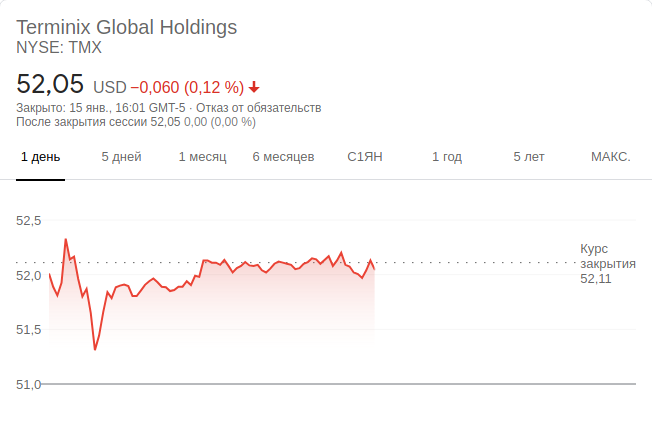 Terminix Global Holdings
NYSE: TMX
52,05 USD −0,060 (0,12 %)
Закрыто: 15 янв., 16:01 GMT-5 · Отказ от обязательств
После закрытия сессии 52,05 0,00 (0,00 %)
1 день 5 дней 1 месяц 6 месяцев С1ЯН 1 год 5 лет МАКС.
52,5
Курс
закрытия
52,11
52,0
51,5
51,0